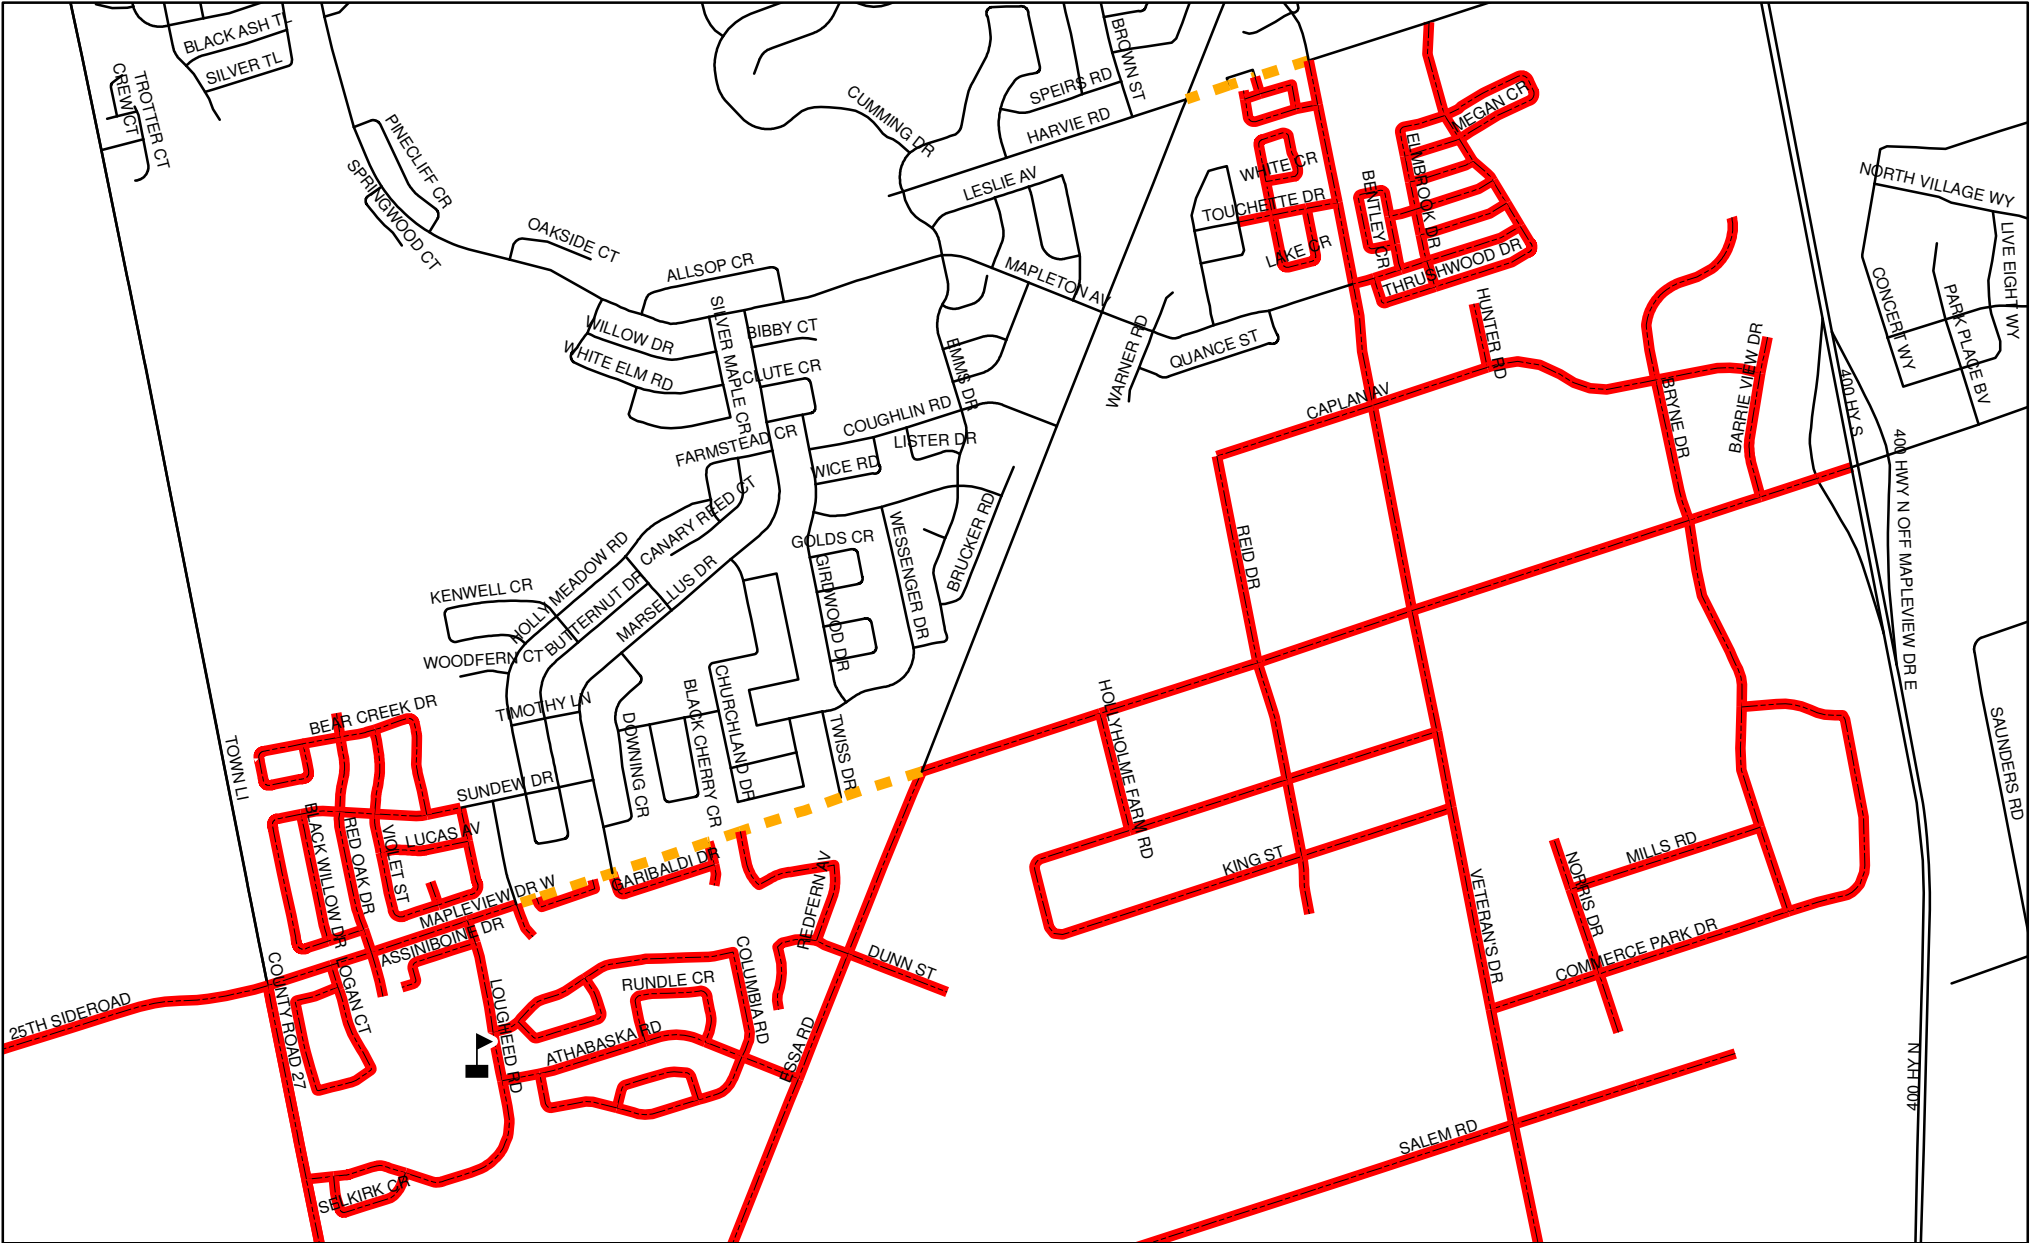 BLACK ASH TL
SILVER TL
CREW CT
TROTTER CT
PINECLIFF CR
SPRINGWOOD CT
OAKSIDE CT
ALLSOP CR
CUMMING DR
SPEIRS RD
BROWN ST
HARVIE RD
LESLIE AV
MAPLETON AV
WHITE CR
TOUCHETTE DR
LAKE CR
BENTLEY CR
ELMBROOK DR
MEGAN CR
THRUSHWOOD DR
NORTH VILLAGE WY
LIVE EIGHT WY
CONCERT WY
PARK PLACE BV
WILLOW DR
WHITE ELM RD
SILVER MAPLE CR
BIBBY CT
CLUTE CR
EMMS DR
WARNER RD
QUANCE ST
HUNTER RD
CAPLAN AV
BRYNE DR
BARRIE VIEW DR
400 HY S
400 HWY N OFF MAPLEVIEW DR E
FARMSTEAD CR
COUGHLIN RD
LISTER DR
WICE RD
CANARY REED CT
HOLLY MEADOW RD
BUTTERNUT DR
MARSELLUS DR
KENWELL CR
WOODFERN CT
GOLDS CR
GIRDWOOD DR
WESSENGER DR
BRUCKER RD
REID DR
TIMOTHY LN
DOWNING CR
BLACK CHERRY CR
CHURCHLAND DR
TWISS DR
HOLLYHOLME FARM RD
SAUNDERS RD
TOWN LI
BEAR CREEK DR
SUNDEW DR
BLACK WILLOW DR
RED OAK DR
VIOLET ST
LUCAS AV
MAPLEVIEW DR W
GARIBALDI DR
ASSINIBOINE DR
REDFERN AV
DUNN ST
KING ST
VETERAN'S DR
NORRIS DR
MILLS RD
COMMERCE PARK DR
25TH SIDEROAD
COUNTY ROAD 27
LOGAN CT
LOUGHEED RD
RUNDLE CR
COLUMBIA RD
ATHABASKA RD
ESSA RD
400 HY N
SALEM RD
SELKIRK CR